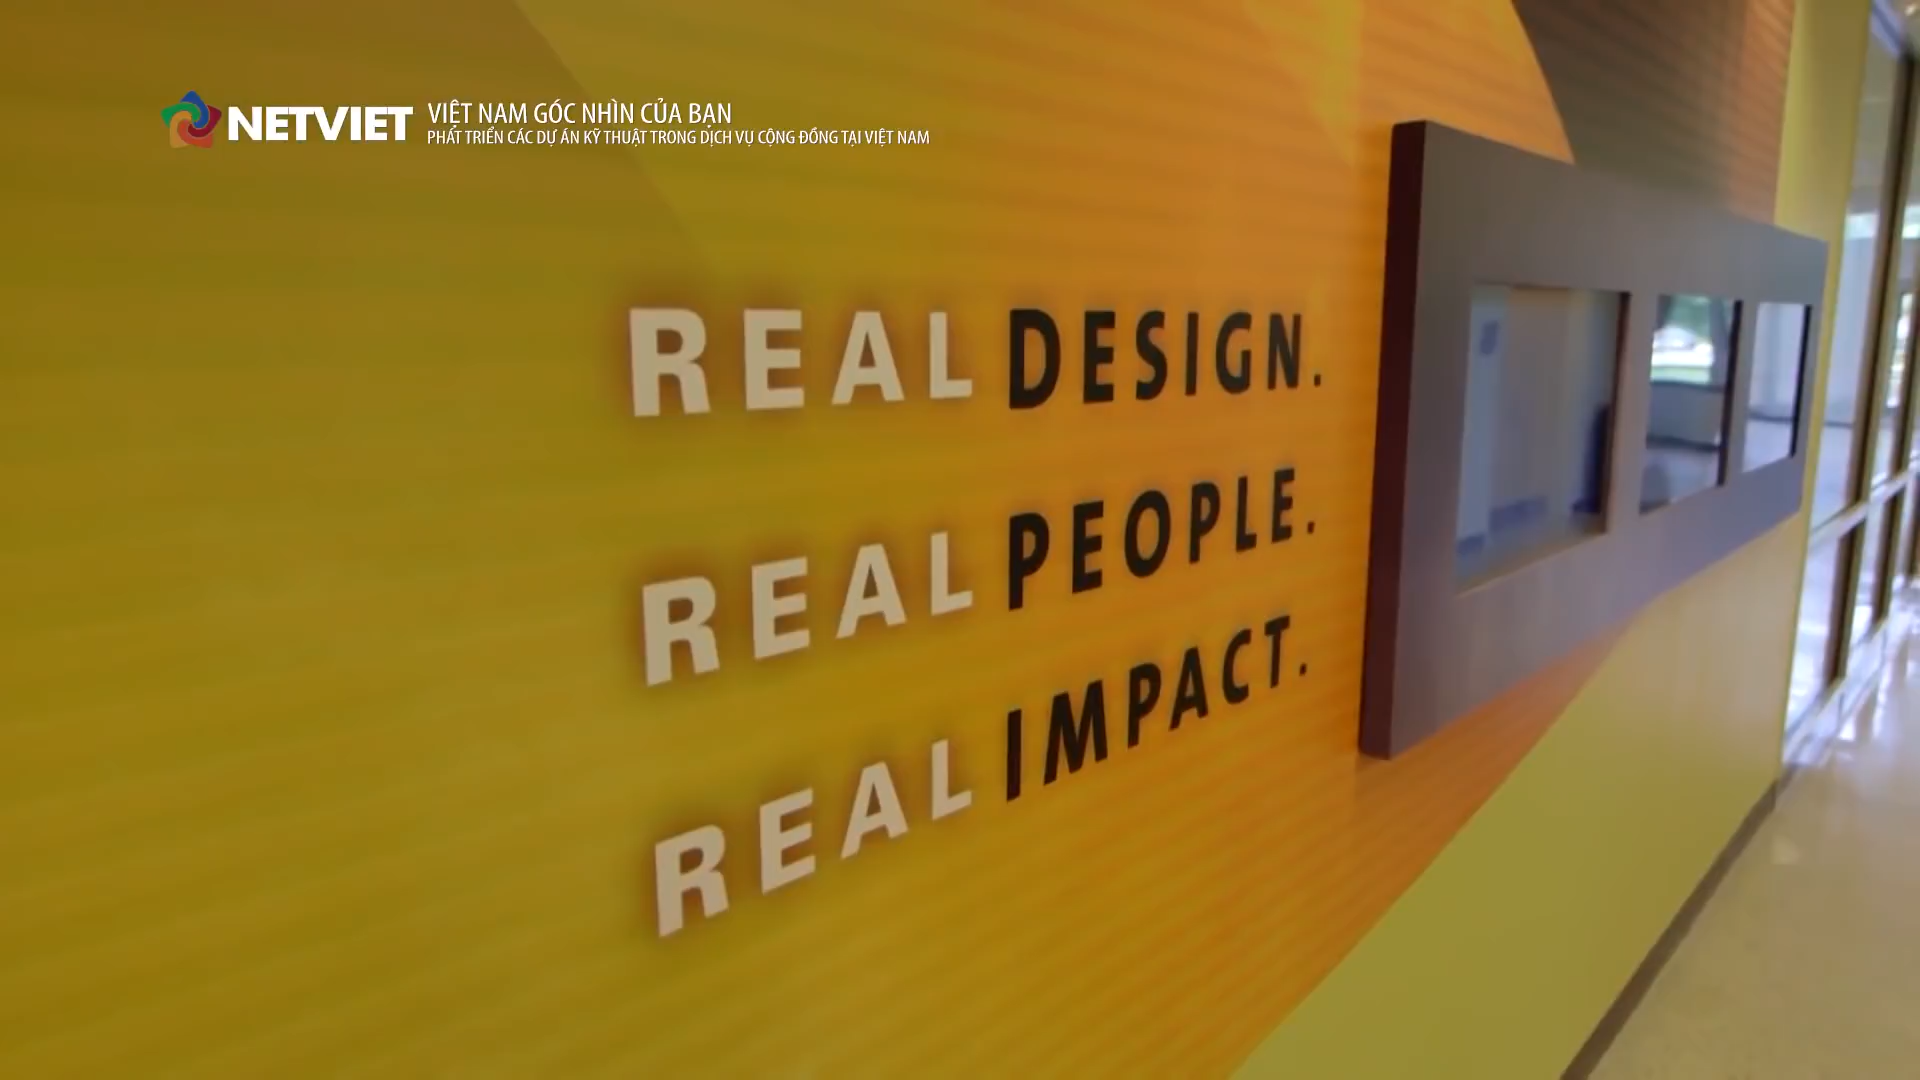 NETVIET
VIỆT NAM GÓC NHÌN CỦA BẠN
PHÁT TRIỂN CÁC DỰ ÁN KỸ THUẬT TRONG DỊCH VỤ CỘNG ĐỒNG TẠI VIỆT NAM
REAL DESIGN.
REAL PEOPLE.
REAL IMPACT.